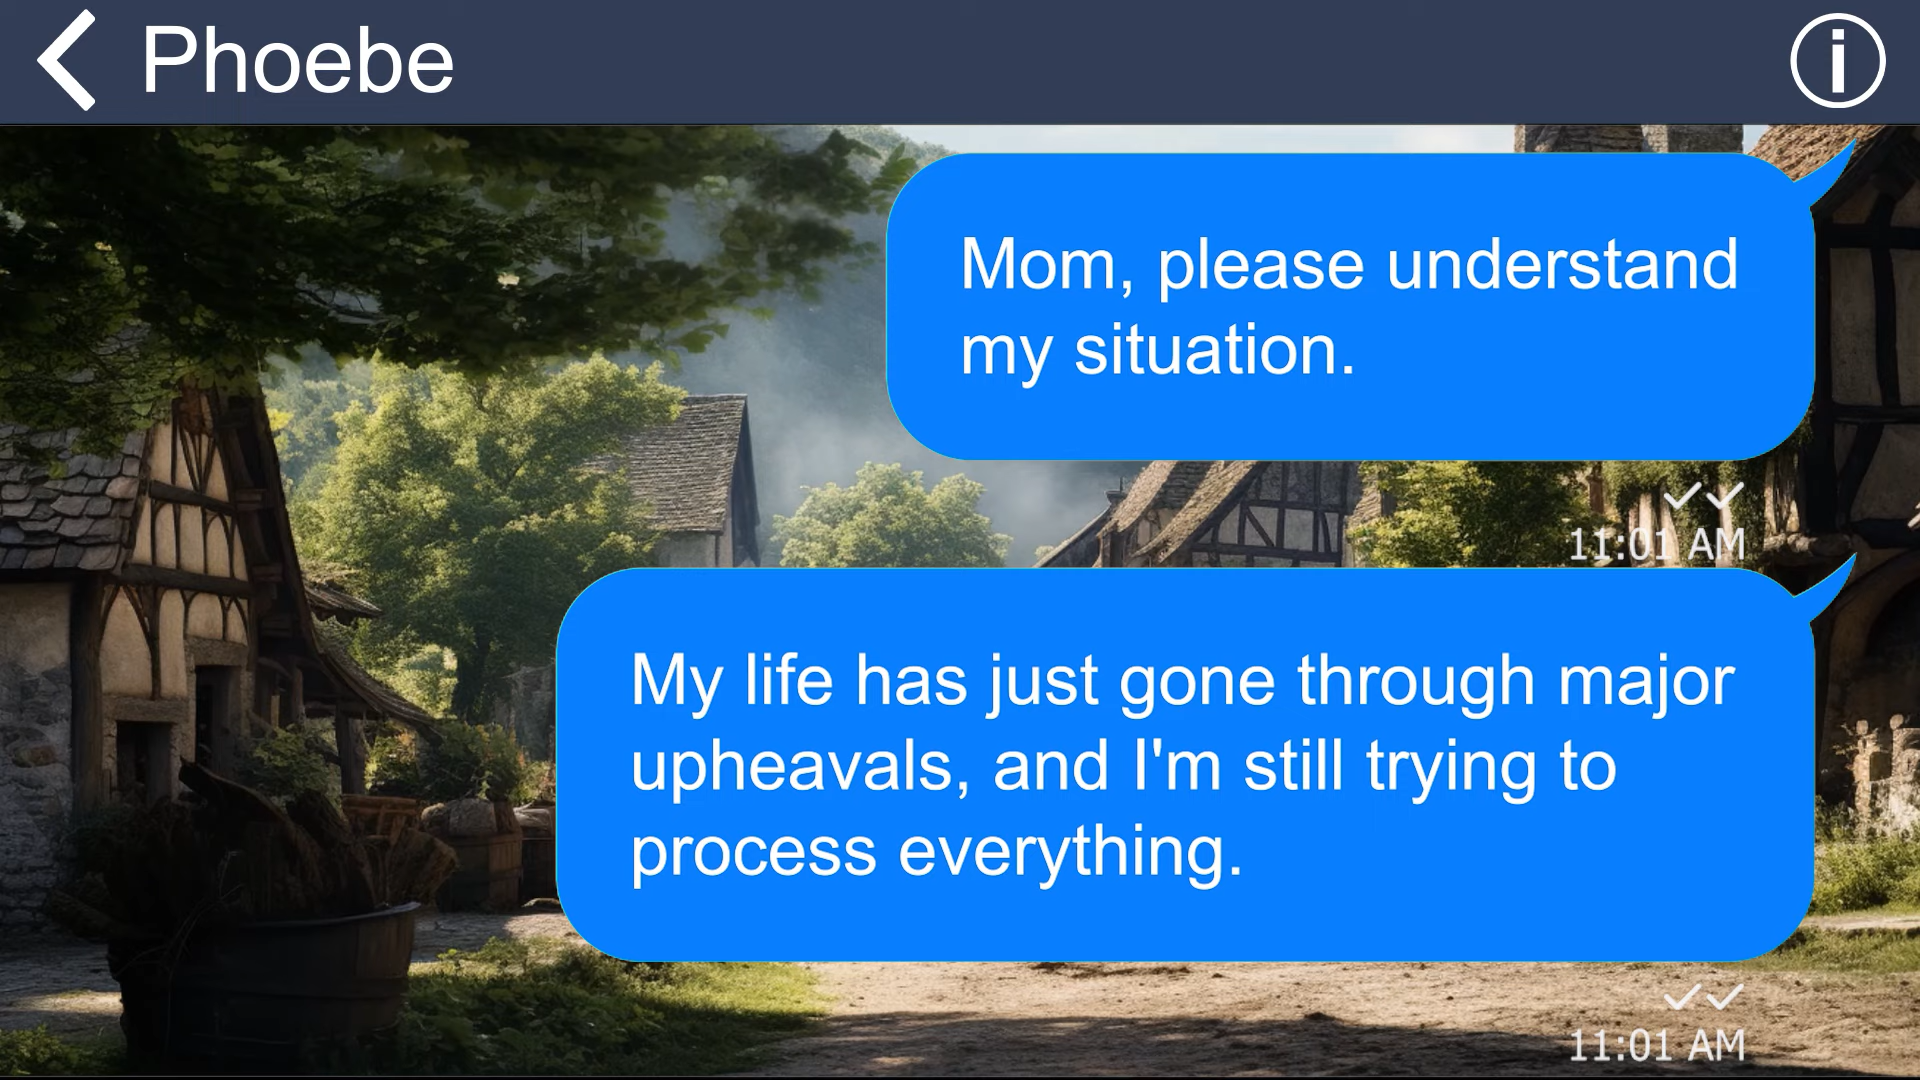 Phoebe
Mom, please understand
my situation.
11:01 AM
My life has just gone through major
upheavals, and I'm still trying to
process everything.
11:01 AM